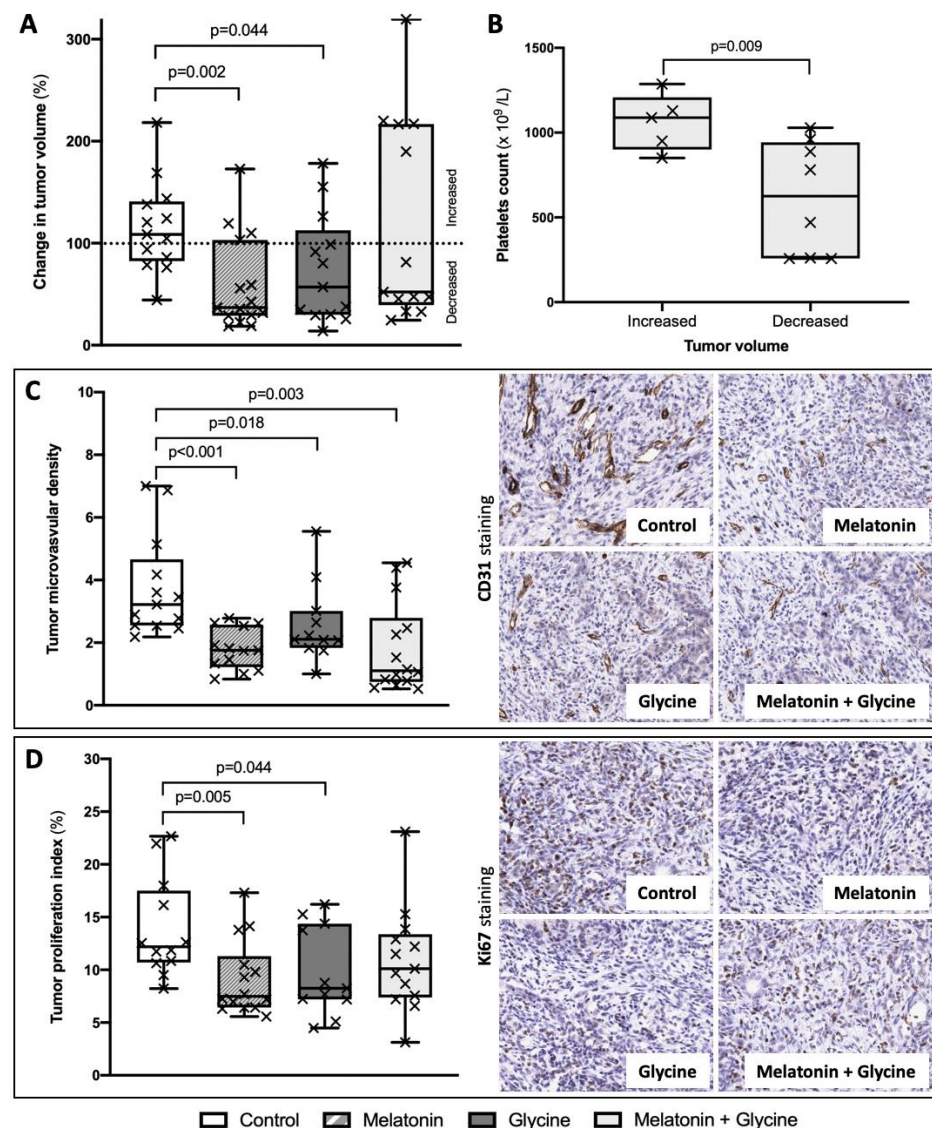 A
Change in tumor volume (%)
300
200
100
0
p=0.044
p=0.002
Increased
Decreased
B
Platelets count (x 10⁹ /L)
1500
1000
500
0
p=0.009
Increased
Decreased
Tumor volume
C
Tumor microvasvular density
10
8
6
4
2
0
p=0.003
p=0.018
p<0.001
CD31 staining
Control
Melatonin
Glycine
Melatonin + Glycine
D
Tumor proliferation index (%)
30
25
20
15
10
5
0
p=0.044
p=0.005
Ki67 staining
Control
Melatonin
Glycine
Melatonin + Glycine
Control
Melatonin
Glycine
Melatonin + Glycine